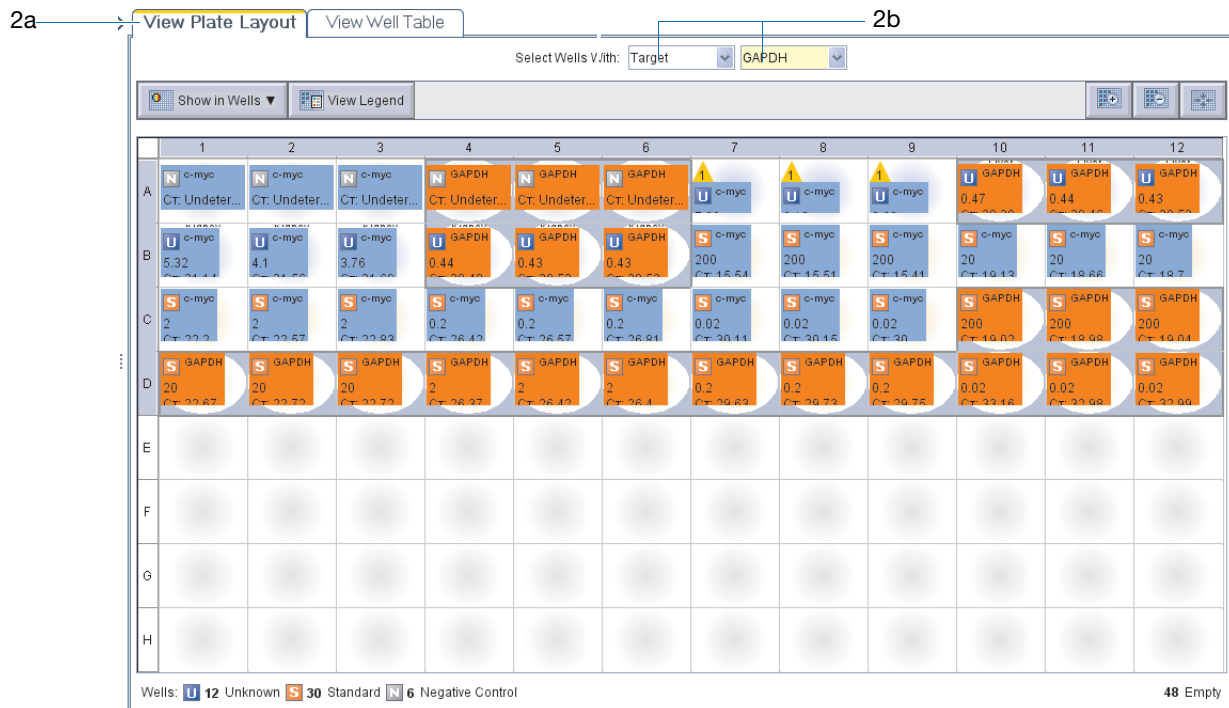 2a
View Plate Layout View Well Table
2b
Select Wells With: Target GAPDH
Show in Wells ▼ View Legend
1 2 3 4 5 6 7 8 9 10 11 12
A
N c-myc N c-myc N c-myc N GAPDH N GAPDH N GAPDH 1 U c-myc 1 U c-myc 1 U c-myc U GAPDH U GAPDH U GAPDH
CT: Undeter... CT: Undeter... CT: Undeter... CT: Undeter... CT: Undeter... CT: Undeter... 0.47 0.44 0.43
B
U c-myc U c-myc U c-myc U GAPDH U GAPDH U GAPDH S c-myc S c-myc S c-myc S c-myc S c-myc S c-myc
5.32 4.1 3.76 0.44 0.43 0.43 200 200 200 20 20 20
CT: 15.54 CT: 15.51 CT: 15.41 CT: 19.13 CT: 18.66 CT: 18.7
C
S c-myc S c-myc S c-myc S c-myc S c-myc S c-myc S c-myc S c-myc S c-myc S GAPDH S GAPDH S GAPDH
2 2 2 0.2 0.2 0.2 0.02 0.02 0.02 200 200 200
CT: 22.2 CT: 22.57 CT: 22.83 CT: 26.42 CT: 26.57 CT: 26.81 CT: 30.11 CT: 30.15 CT: 30 CT: 19.02 CT: 18.98 CT: 19.04
D
S GAPDH S GAPDH S GAPDH S GAPDH S GAPDH S GAPDH S GAPDH S GAPDH S GAPDH S GAPDH S GAPDH S GAPDH
20 20 20 2 2 2 0.2 0.2 0.2 0.02 0.02 0.02
CT: 22.67 CT: 22.72 CT: 22.72 CT: 26.37 CT: 26.42 CT: 26.4 CT: 29.63 CT: 29.73 CT: 29.75 CT: 33.16 CT: 32.98 CT: 32.99
E
F
G
H
Wells: U 12 Unknown S 30 Standard N 6 Negative Control 48 Empty